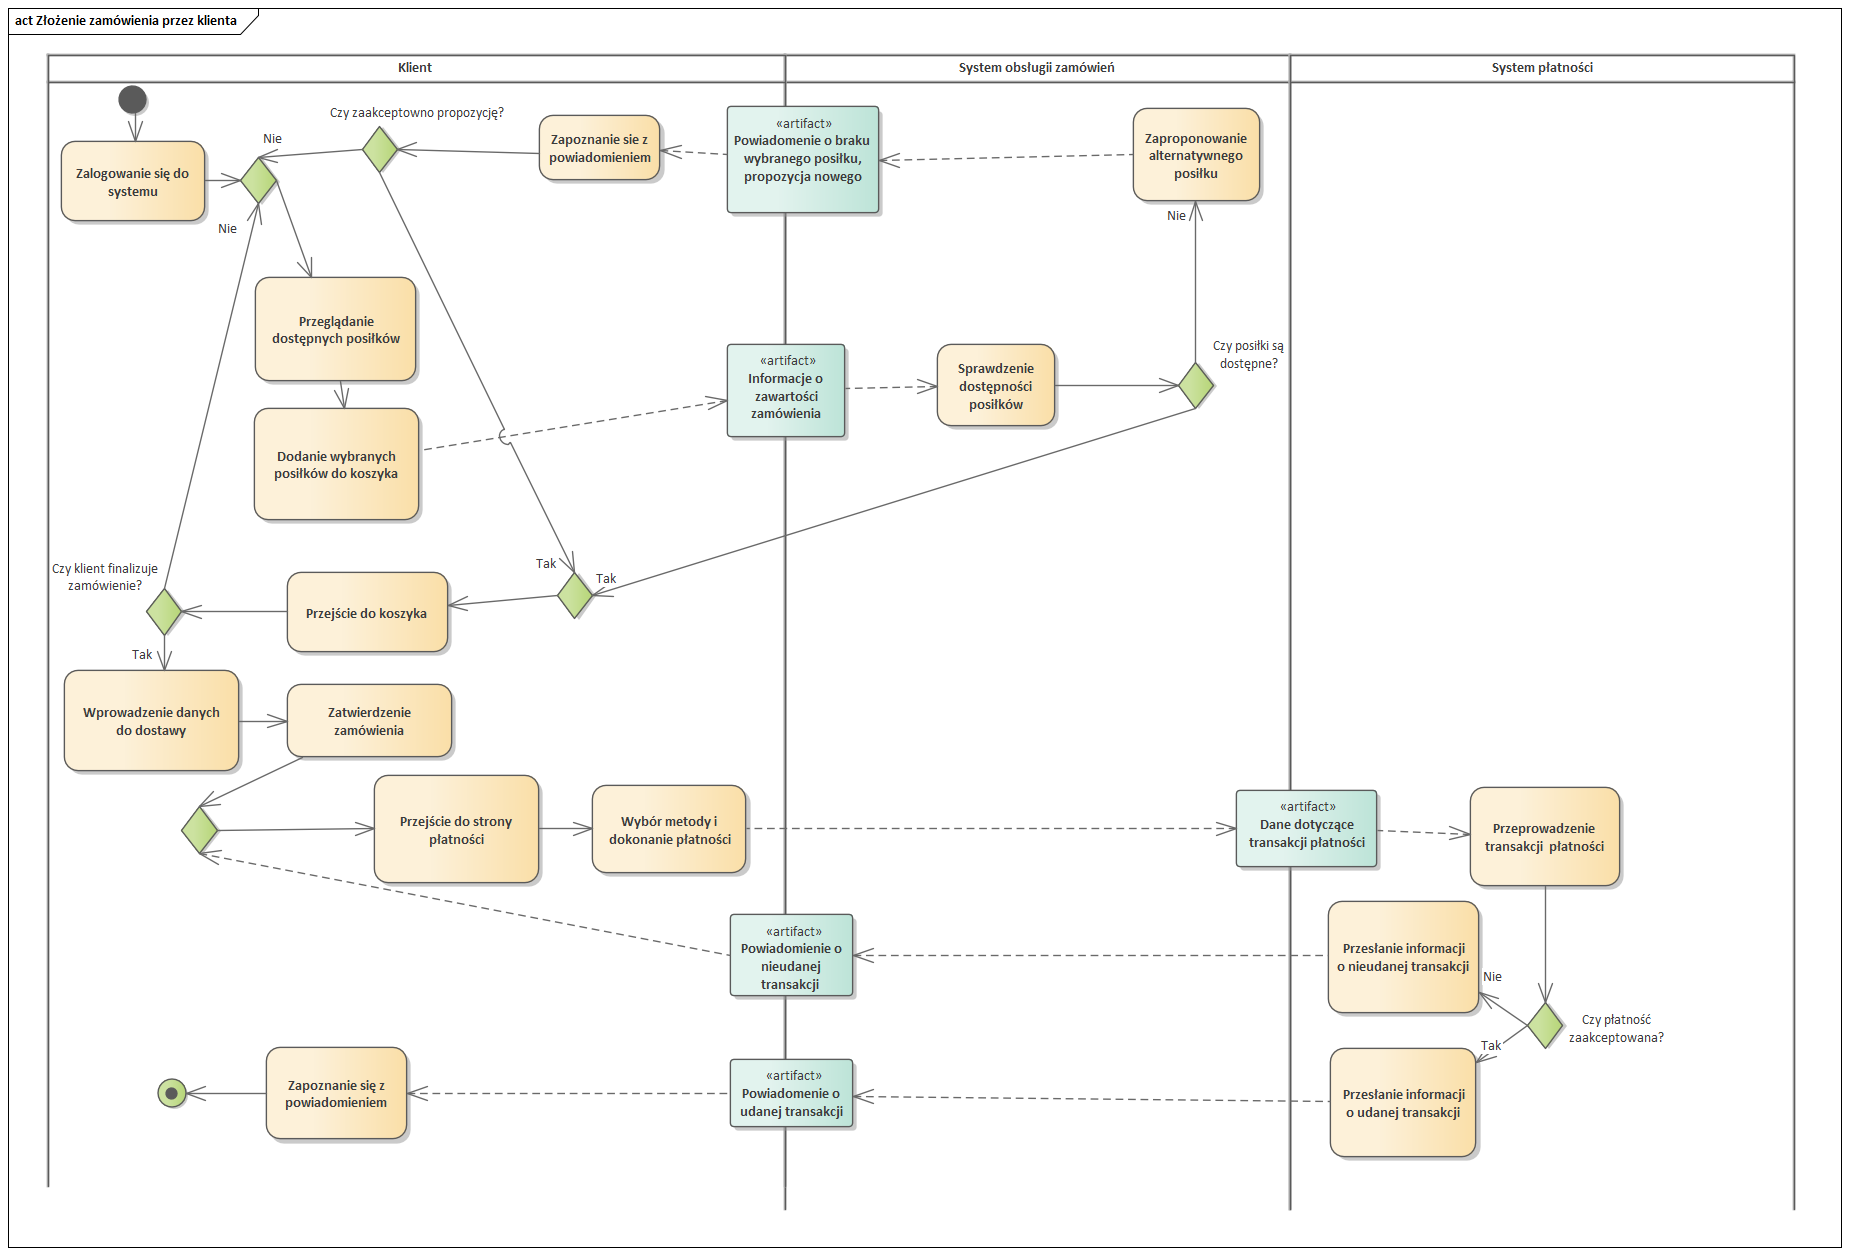 act Złożenie zamówienia przez klienta
Klient
System obsługii zamówień
System płatności
Czy zaakceptowno propozycję?
Nie
Zapoznanie sie z
powiadomieniem
«artifact»
Powiadomenie o braku
wybranego posiłku,
propozycja nowego
Zaproponowanie
alternatywnego
posiłku
Zalogowanie się do
systemu
Nie
Nie
Przeglądanie
dostępnych posiłków
«artifact»
Informacje o
zawartości
zamówienia
Sprawdzenie
dostępności
posiłków
Czy posiłki są
dostępne?
Dodanie wybranych
posiłków do koszyka
Czy klient finalizuje
zamówienie?
Tak
Tak
Przejście do koszyka
Tak
Wprowadzenie danych
do dostawy
Zatwierdzenie
zamówienia
Przejście do strony
płatności
Wybór metody i
dokonanie płatności
«artifact»
Dane dotyczące
transakcji płatności
Przeprowadzenie
transakcji płatności
«artifact»
Powiadomienie o
nieudanej
transakcji
Przesłanie informacji
o nieudanej transakcji
Nie
Czy płatność
zaakceptowana?
Tak
Zapoznanie się z
powiadomieniem
«artifact»
Powiadomenie o
udanej transakcji
Przesłanie informacji
o udanej transakcji